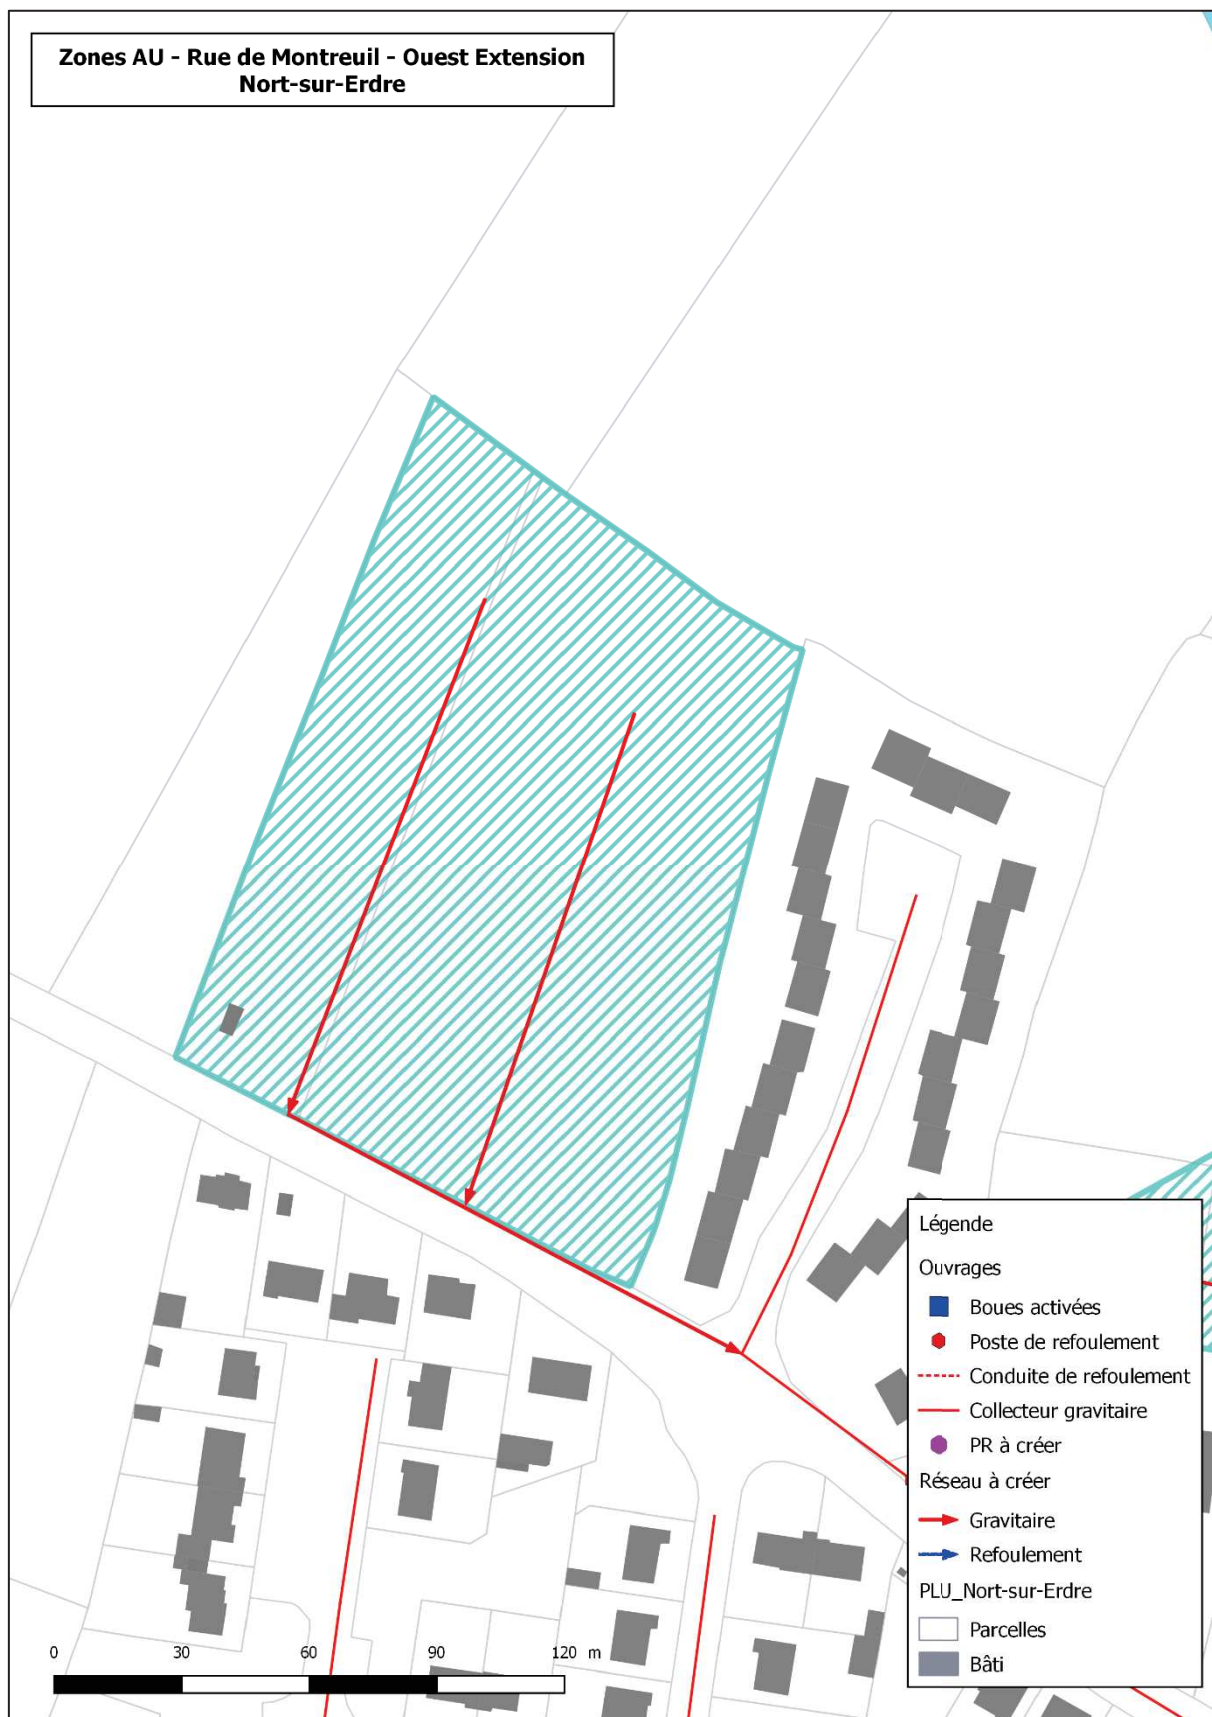 Zones AU - Rue de Montreuil - Ouest Extension
Nort-sur-Erdre
Légende
Ouvrages
Boues activées
Poste de refoulement
Conduite de refoulement
Collecteur gravitaire
PR à créer
Réseau à créer
Gravitaire
Refoulement
PLU_Nort-sur-Erdre
Parcelles
Bâti
0 30 60 90 120 m